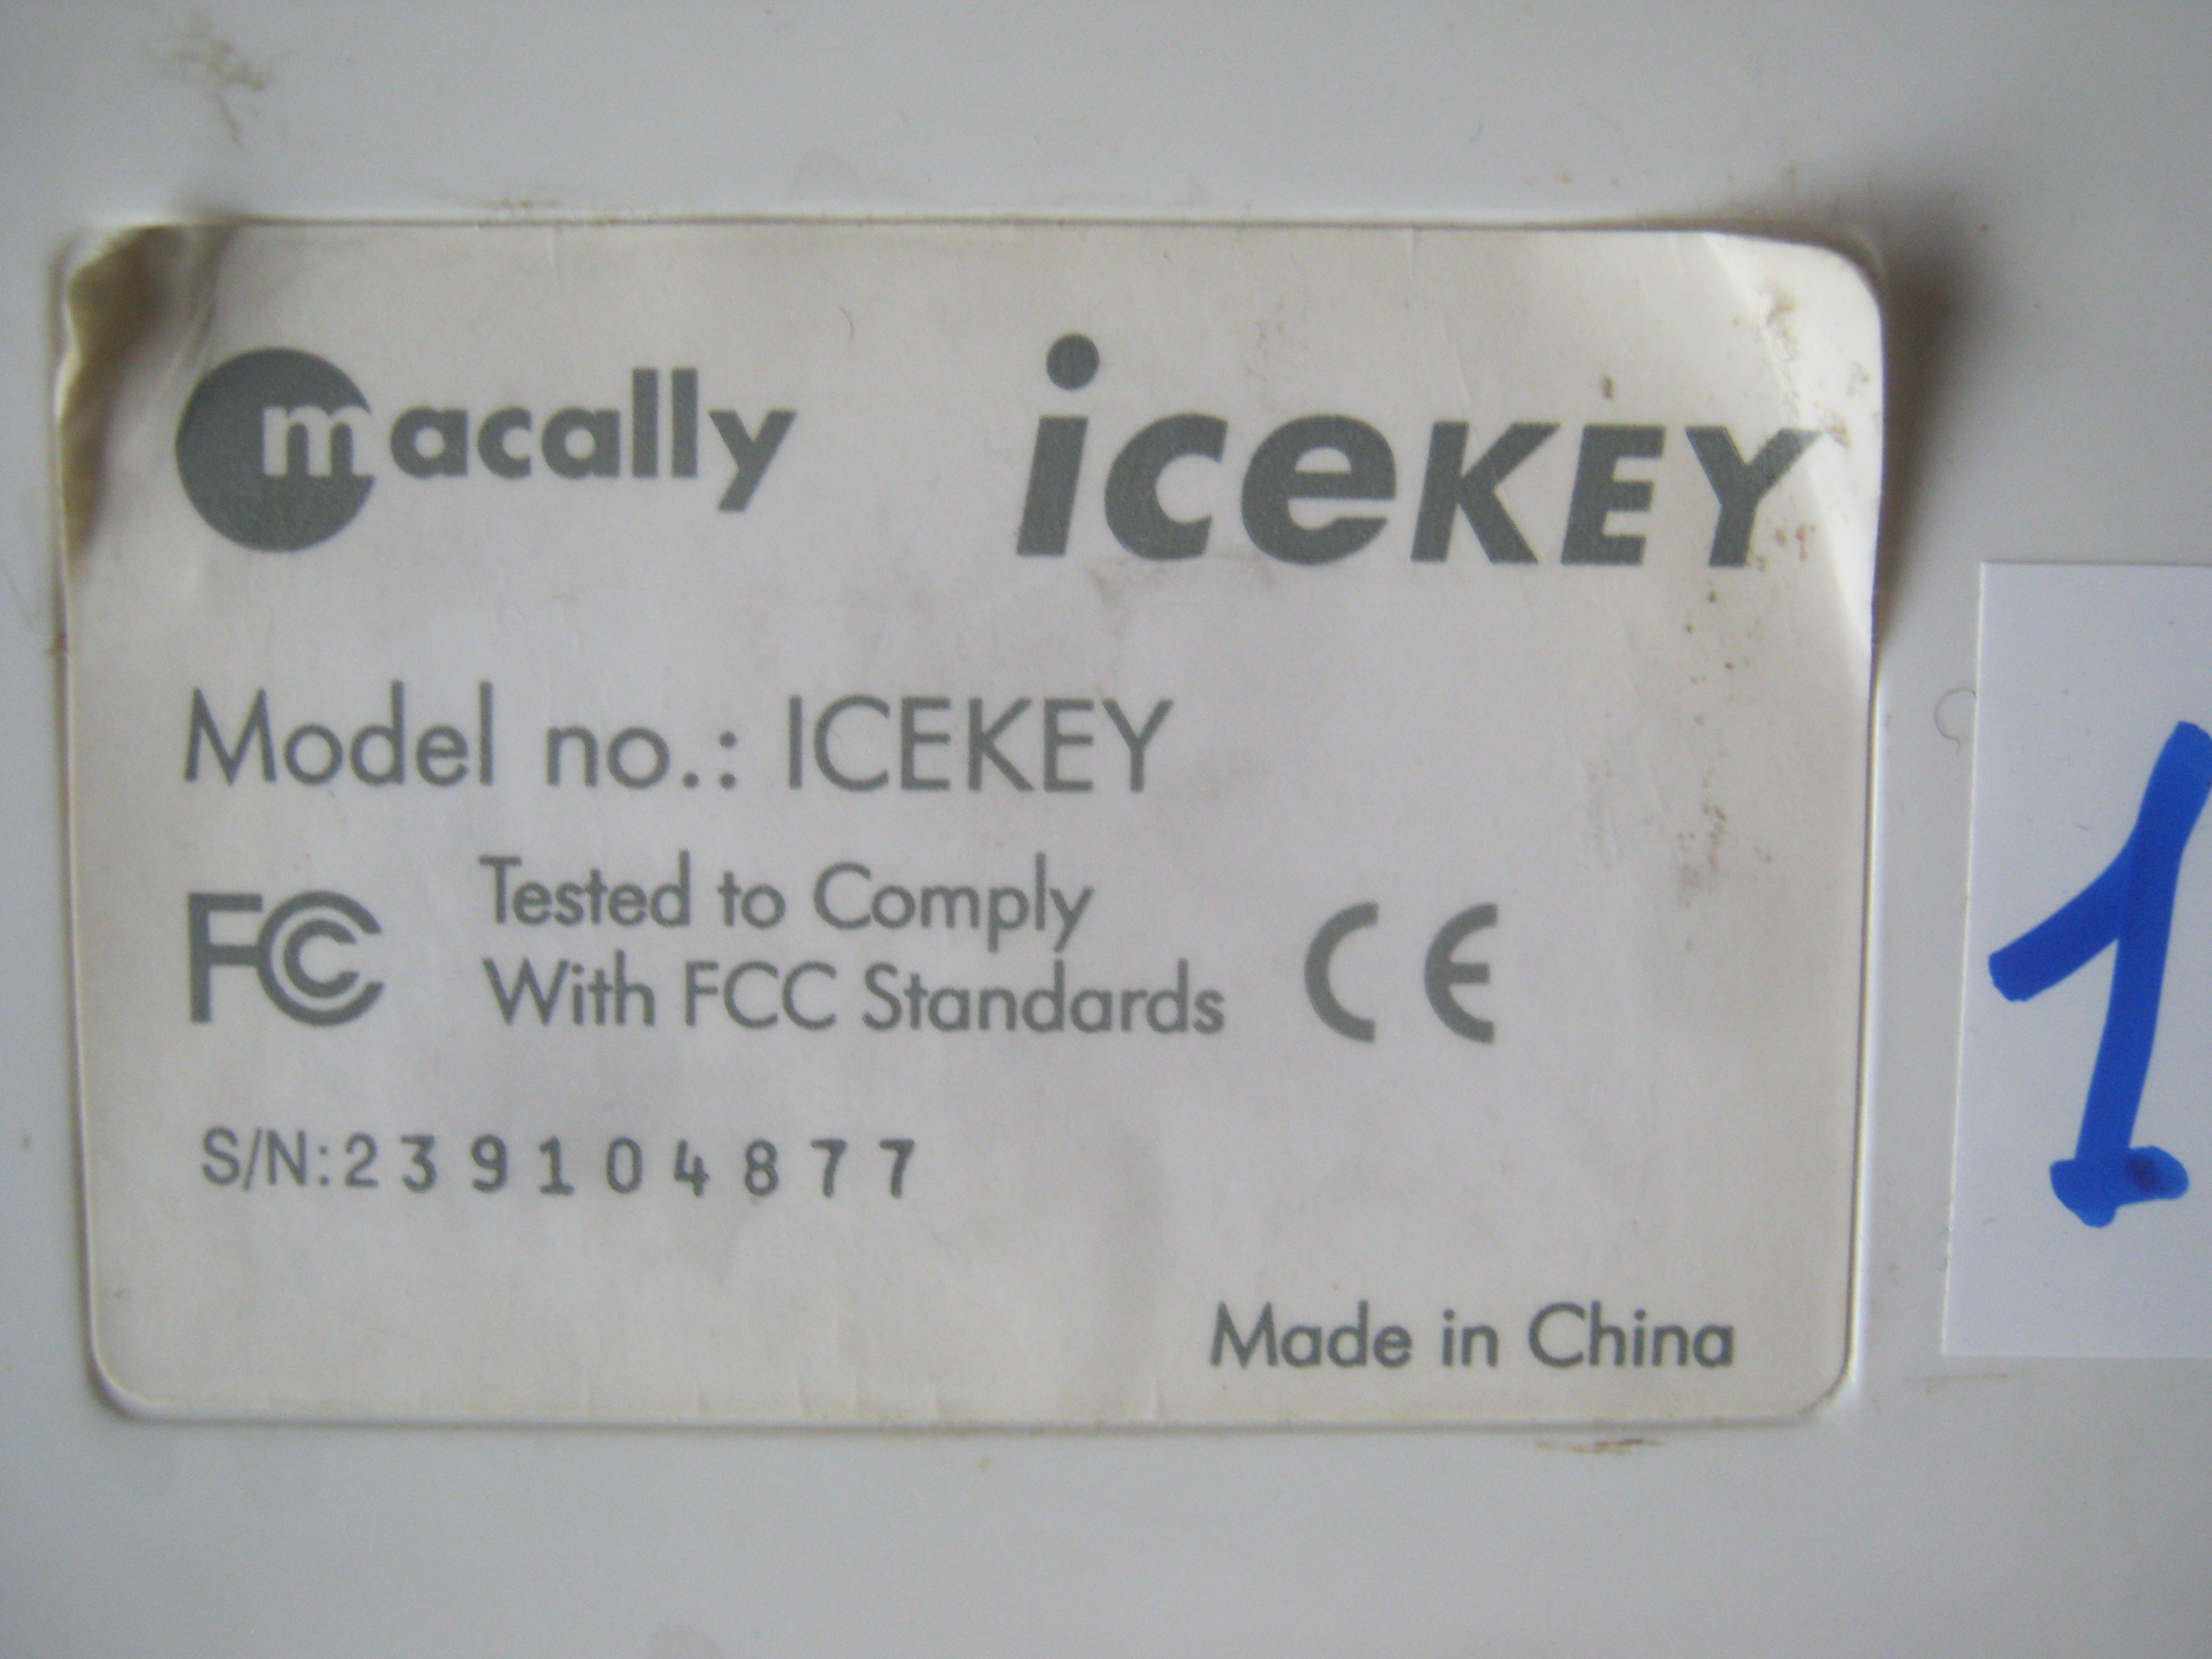 macally iceKEY
Model no.: ICEKEY
FC Tested to Comply
With FCC Standards CE
S/N:239104877
Made in China
1